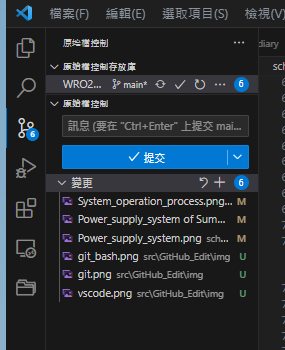 檔案(F) 編輯(E) 選取項目(S) 檢視(V)
原始檔控制 ...
diary
原始檔控制存放庫
sch
WRO2... main* 6
原始檔控制
訊息 (要在 "Ctrl+Enter" 上提交 mai...
提交
變更 6
System_operation_process.png... M
Power_supply_system of Sum... M
Power_supply_system.png sch... M
git_bash.png src\GitHub_Edit\img U
git.png src\GitHub_Edit\img U
vscode.png src\GitHub_Edit\img U
6